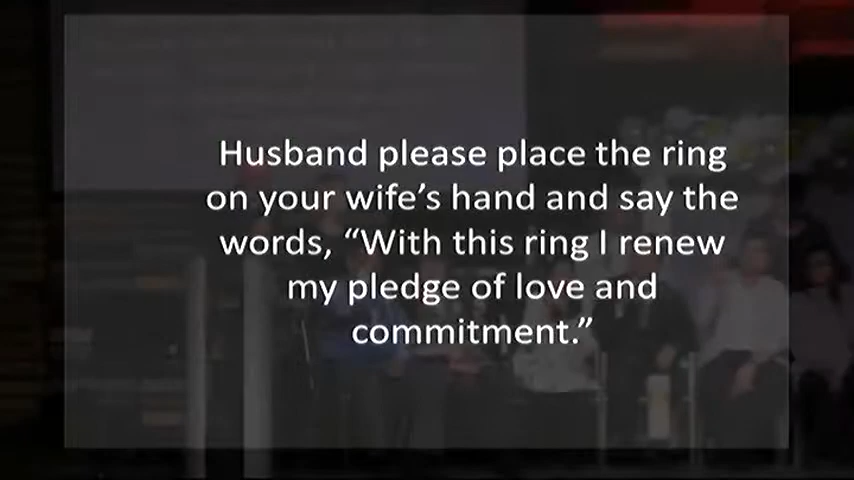 Husband please place the ring
on your wife’s hand and say the
words, “With this ring I renew
my pledge of love and
commitment.”